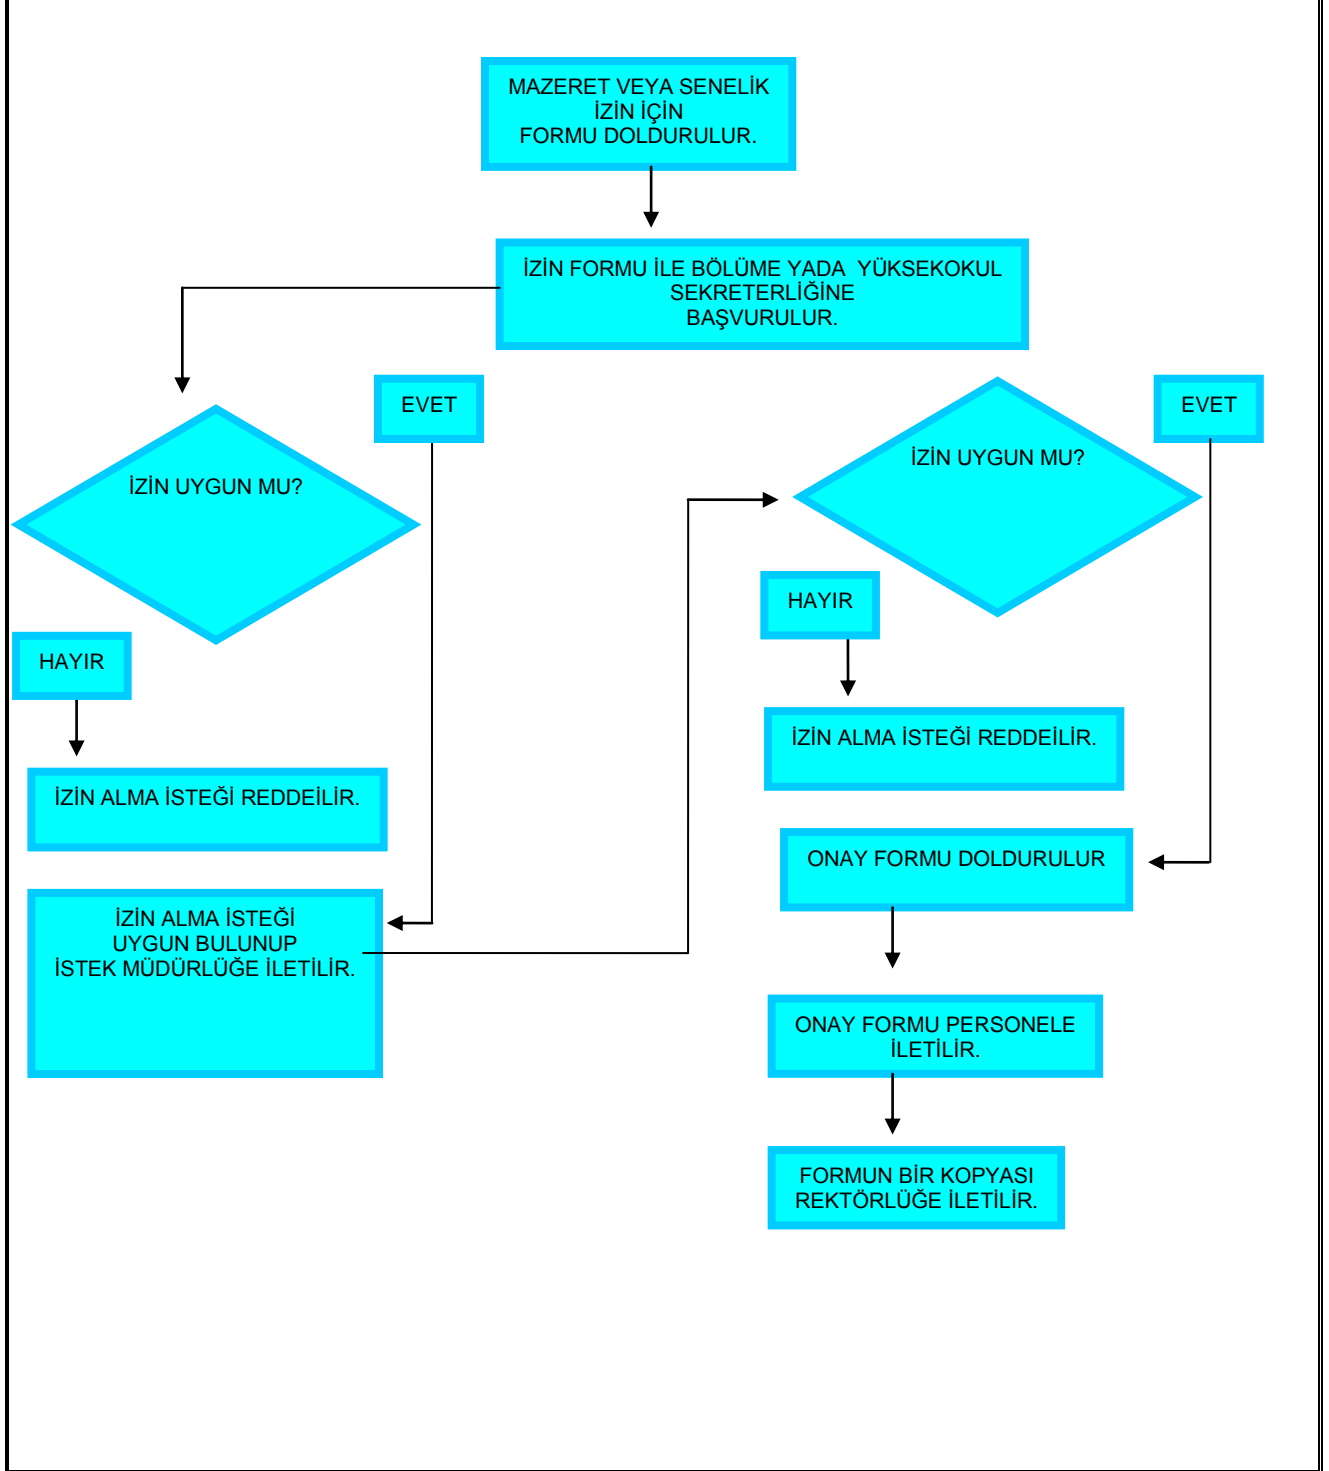 MAZERET VEYA SENELİK
İZİN İÇİN
FORMU DOLDURULUR.
İZİN FORMU İLE BÖLÜME YADA  YÜKSEKOKUL
SEKRETERLİĞİNE
BAŞVURULUR.
EVET
İZİN UYGUN MU?
HAYIR
İZİN ALMA İSTEĞİ REDDEİLİR.
İZİN ALMA İSTEĞİ
UYGUN BULUNUP
İSTEK MÜDÜRLÜĞE İLETİLİR.
EVET
İZİN UYGUN MU?
HAYIR
İZİN ALMA İSTEĞİ REDDEİLİR.
ONAY FORMU DOLDURULUR
ONAY FORMU PERSONELE
İLETİLİR.
FORMUN BİR KOPYASI
REKTÖRLÜĞE İLETİLİR.